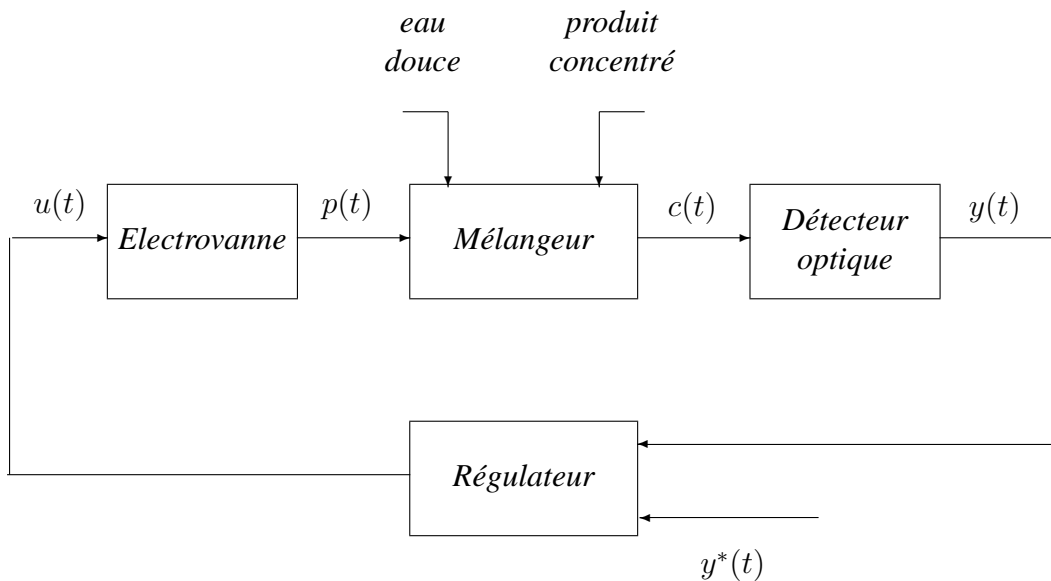 eau
douce
produit
concentré
u(t)
Electrovanne
p(t)
Mélangeur
c(t)
Détecteur
optique
y(t)
Régulateur
y*(t)